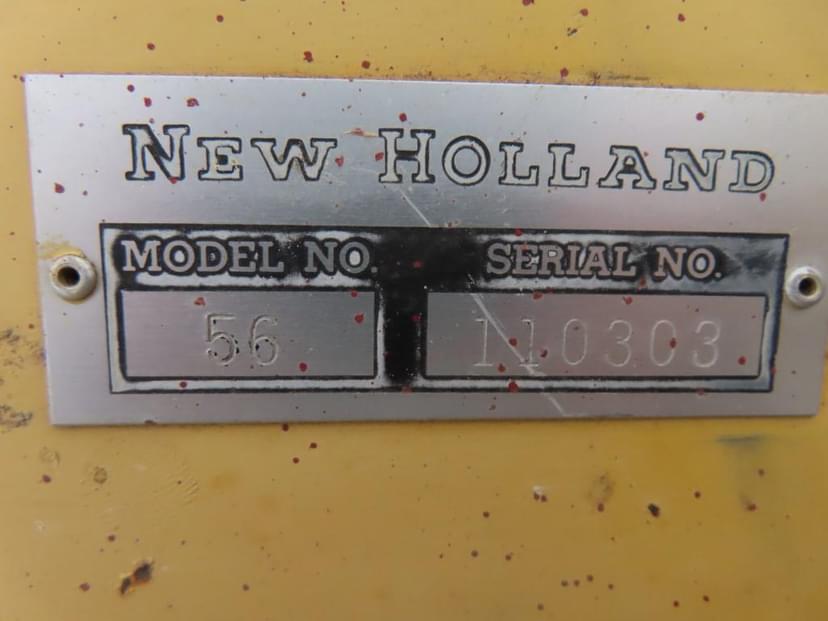 NEW HOLLAND
MODEL NO. SERIAL NO.
56 110303